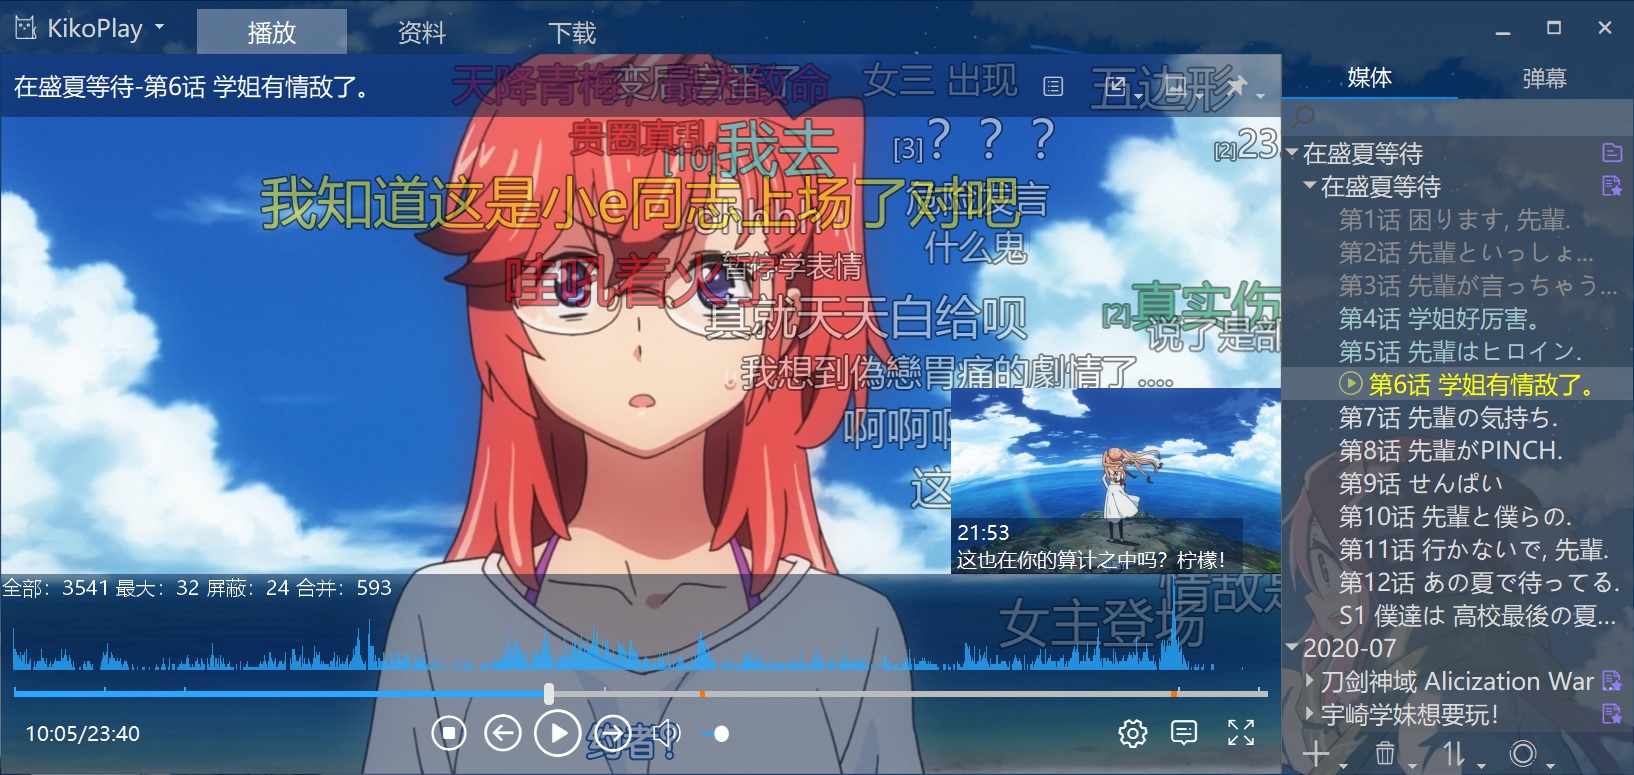 KikoPlay
播放
资料
下载
在盛夏等待-第6话 学姐有情敌了。
女三 出现
五边形
贵圈真乱
[10]我去
[3]？？？
[2]23
我知道这是小e同志上场了对吧
什么鬼
暂停学表情
哇吼着火
真就天天白给呗
[2]真实伤
我想到偽戀胃痛的劇情了....
啊啊啊
这
21:53
这也在你的算计之中吗？柠檬！
全部：3541 最大：32 屏蔽：24 合并：593
女主登场
10:05/23:40
约者！
媒体
弹幕
在盛夏等待
在盛夏等待
第1话 困ります, 先輩.
第2话 先輩といっしょ...
第3话 先輩が言っちゃう...
第4话 学姐好厉害。
第5话 先輩はヒロイン.
第6话 学姐有情敌了。
第7话 先輩の気持ち.
第8话 先輩がPINCH.
第9话 せんぱい
第10话 先輩と僕らの.
第11话 行かないで, 先輩.
第12话 あの夏で待ってる.
S1 僕達は 高校最後の夏...
2020-07
刀剑神域 Alicization War
宇崎学妹想要玩！